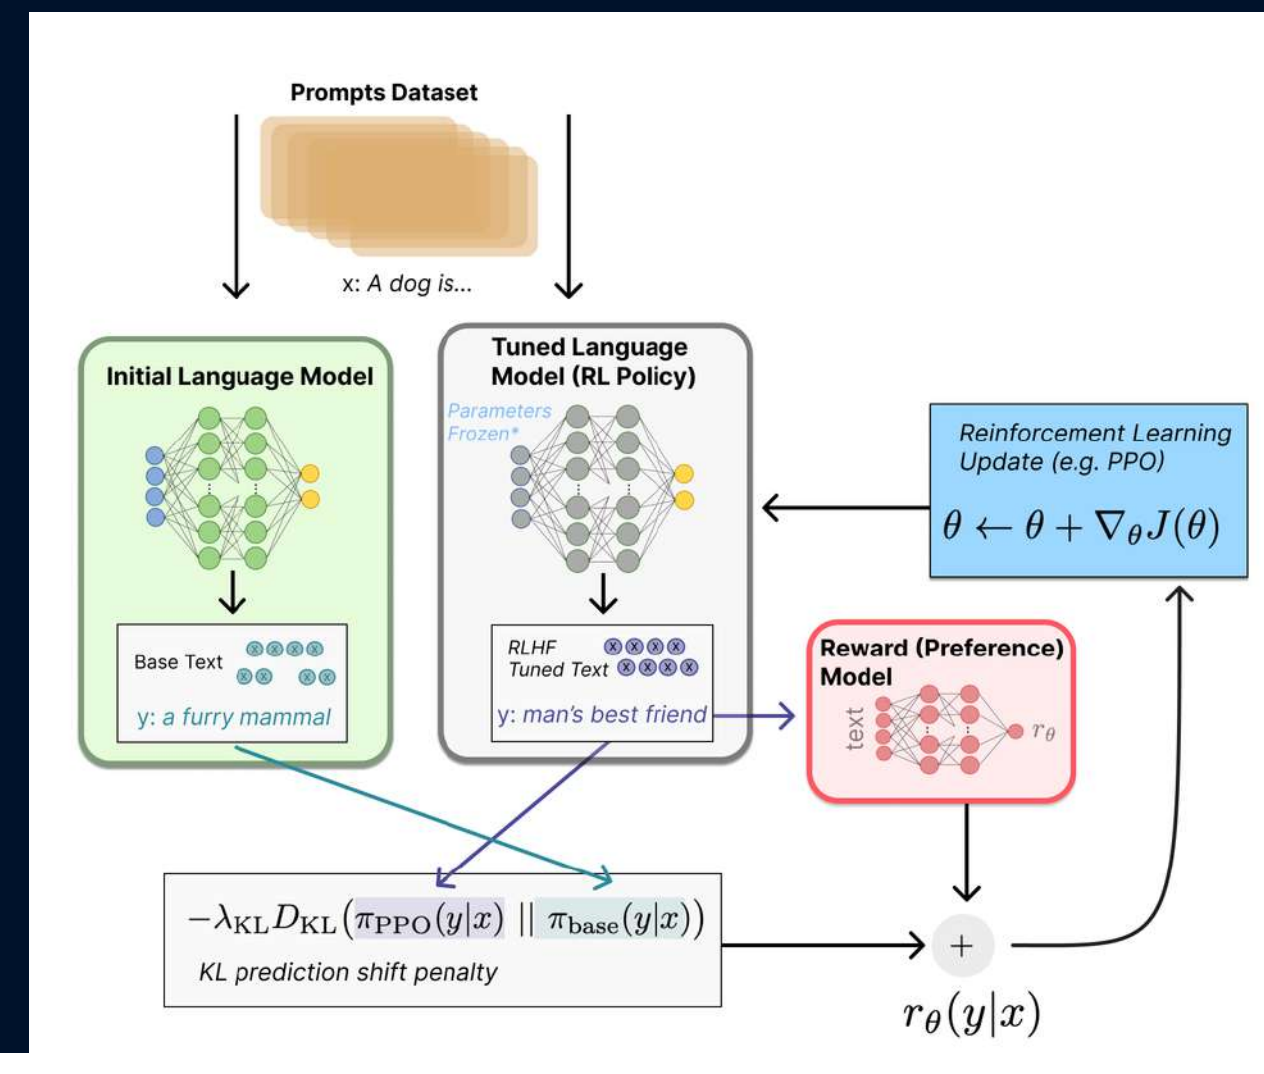 Prompts Dataset
x: A dog is...
Initial Language Model
Tuned Language
Model (RL Policy)
Parameters
Frozen*
Base Text
x x x x
x x x x
y: a furry mammal
RLHF
Tuned Text
x x x x
x x x x
y: man's best friend
Reinforcement Learning
Update (e.g. PPO)
θ ← θ + ∇θJ(θ)
Reward (Preference)
Model
text
rθ
−λKL DKL(πPPO(y|x) || πbase(y|x))
KL prediction shift penalty
+
rθ(y|x)